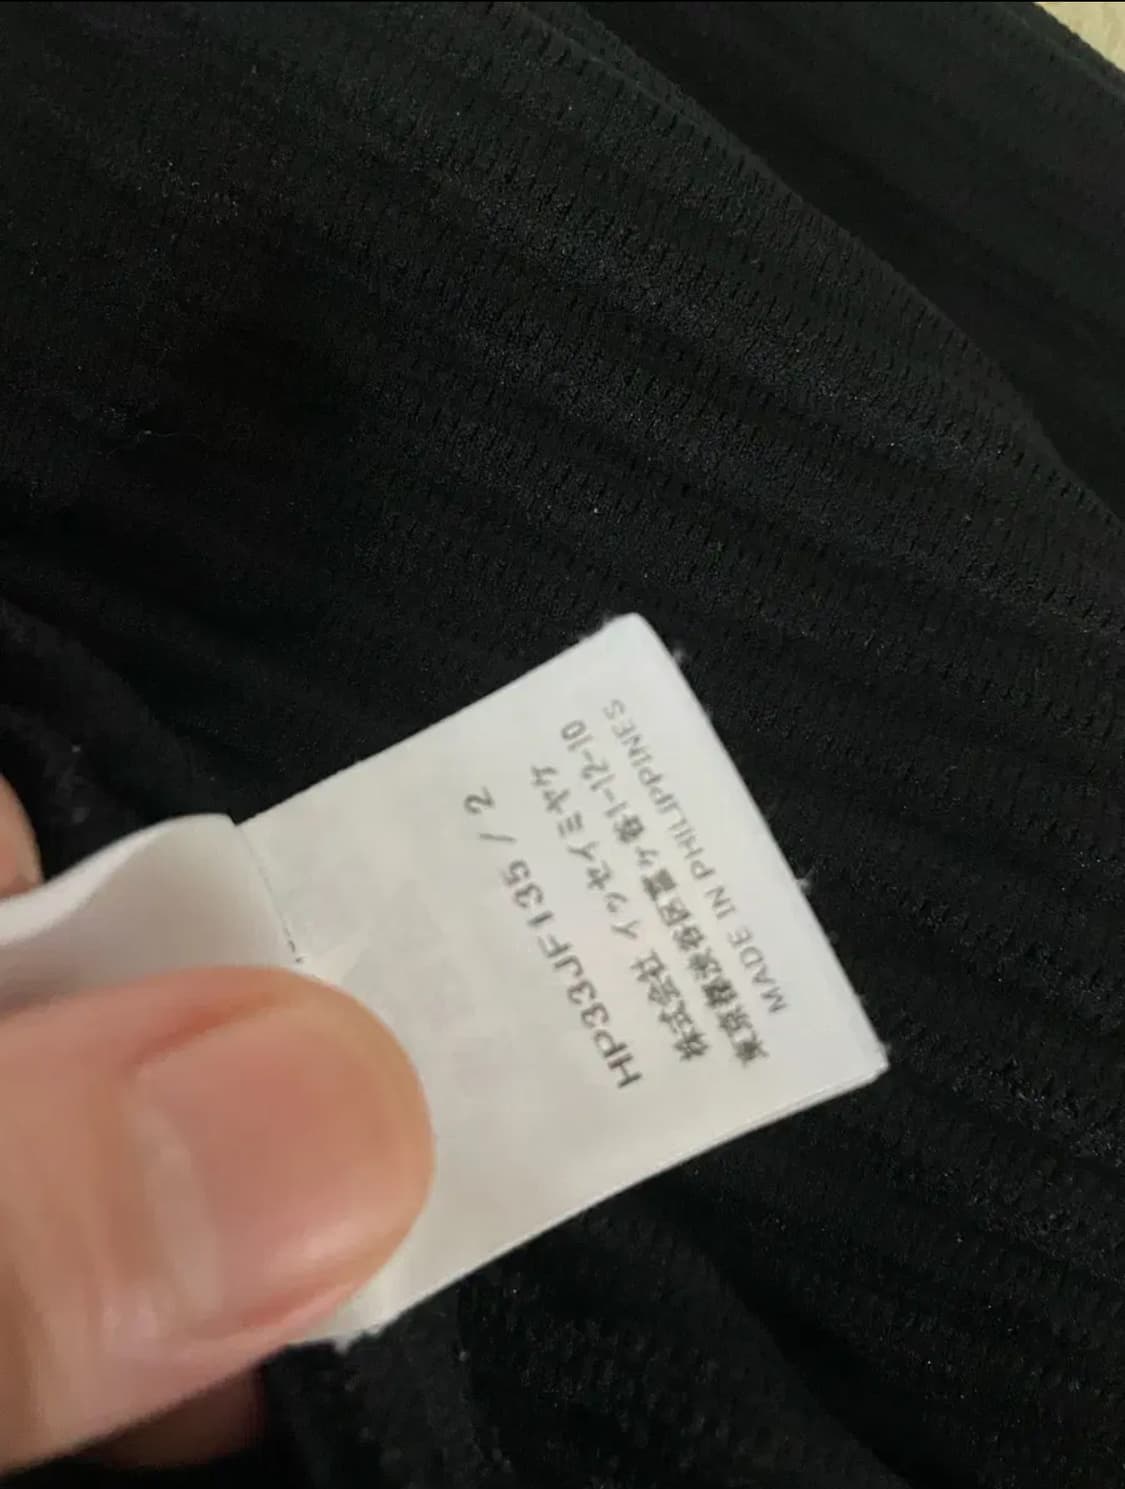 HP33JF135 / 2
株式会社 イッセイミヤケ
東京都渋谷区富ヶ谷1-12-10
MADE IN PHILIPPINES